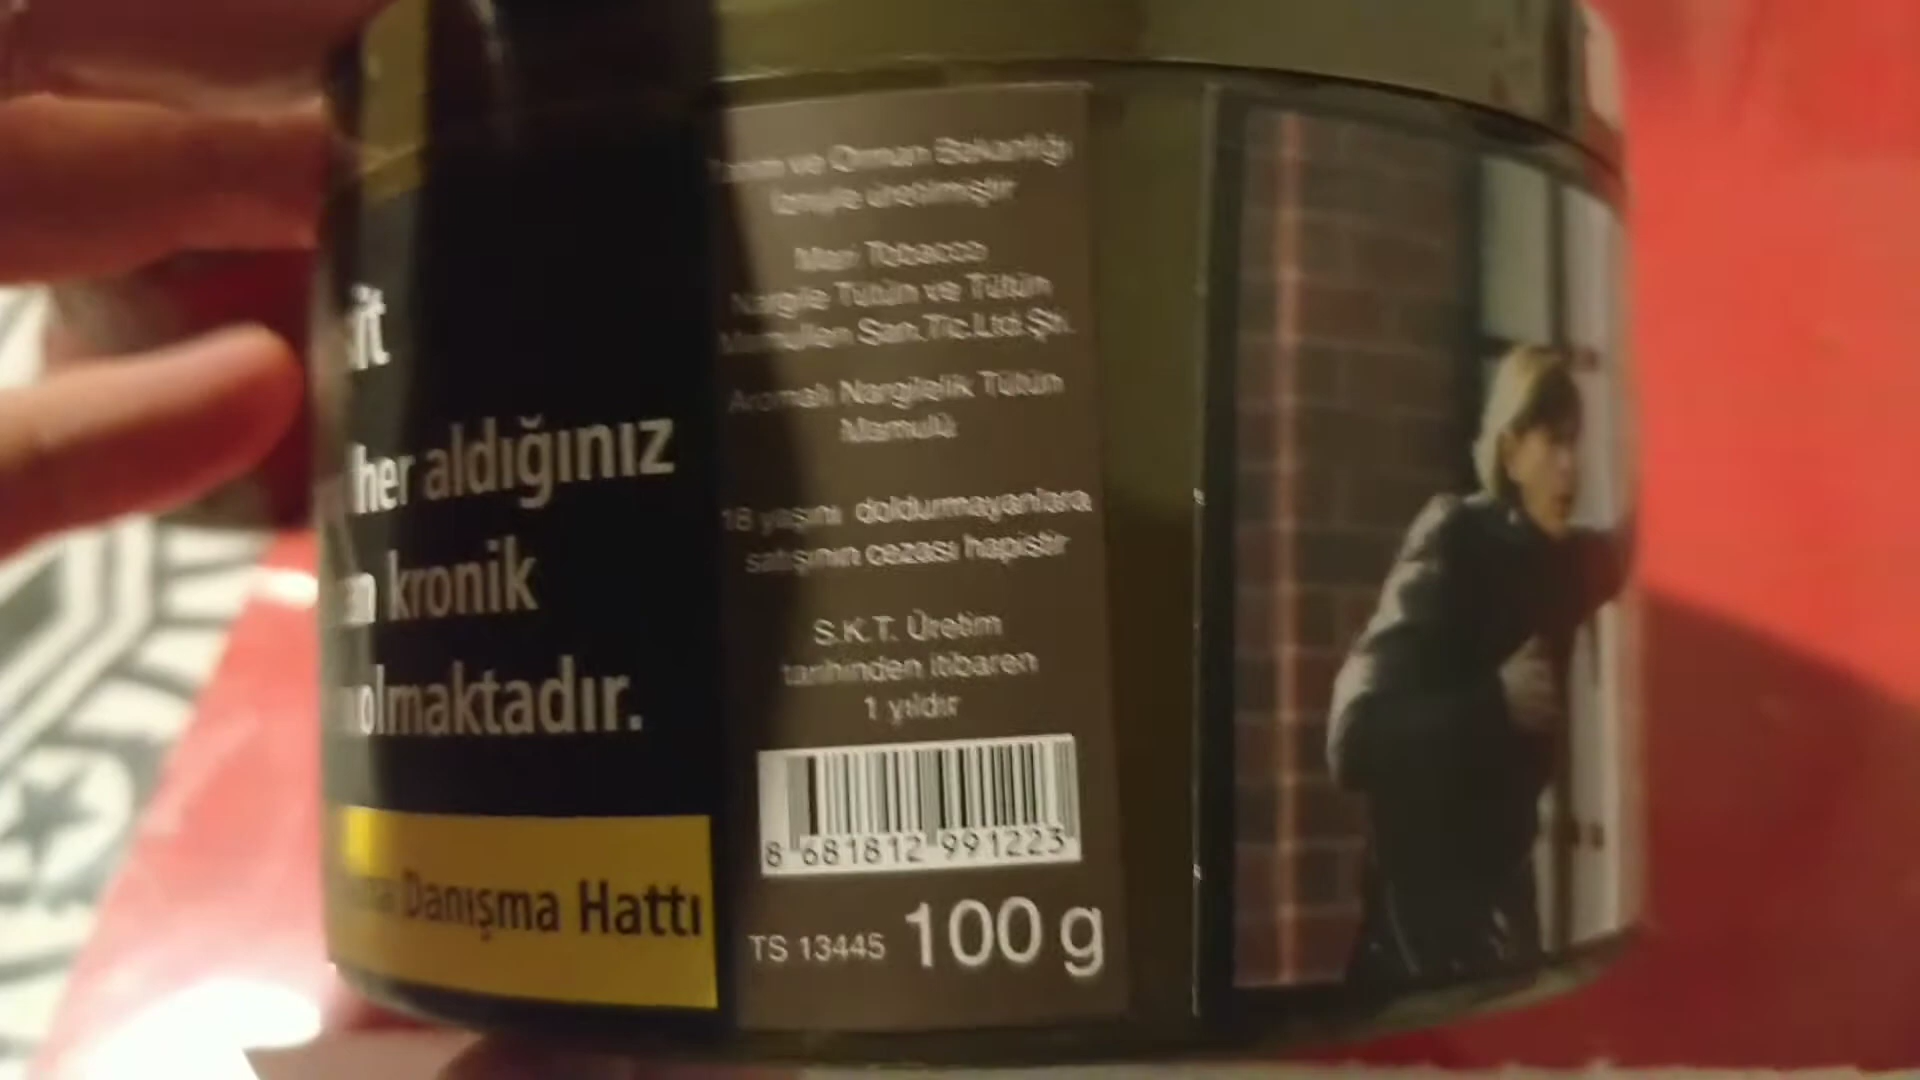 her aldığınız
kronik
olmaktadır.
Danışma Hattı
ve Orman Bakanlığı
izniyle üretilmiştir
Tobacco
Nargile Tütün ve Tütün
Mamulleri San.Tic.Ltd.Şti.
Aromalı Nargilelik Tütün
Mamulü
18 yaşını doldurmayanlara
satışının cezası hapistir
S.K.T. Üretim
tarihinden itibaren
1 yıldır
8 681812 991223
TS 13445 100 g